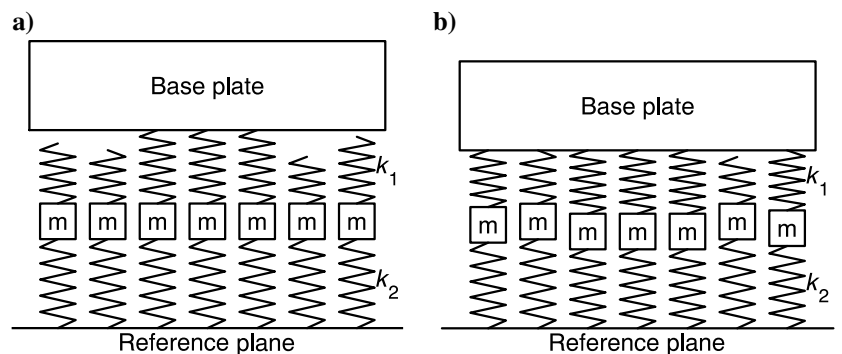 a)
Base plate
k1
m m m m m m m
k2
Reference plane
b)
Base plate
k1
m m m m m m m
k2
Reference plane